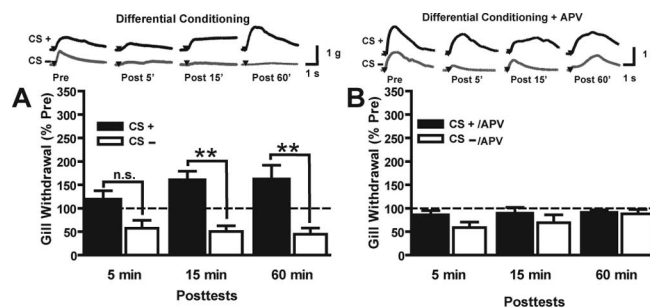 Differential Conditioning
CS +
CS −
1 g
1 s
Pre
Post 5'
Post 15'
Post 60'
A
Gill Withdrawal (% Pre)
350
300
250
200
150
100
50
0
CS +
CS −
n.s.
**
**
5 min
15 min
60 min
Posttests
Differential Conditioning + APV
CS +
CS −
1 g
1 s
Pre
Post 5'
Post 15'
Post 60'
B
Gill Withdrawal (% Pre)
350
300
250
200
150
100
50
0
CS +/APV
CS −/APV
5 min
15 min
60 min
Posttests